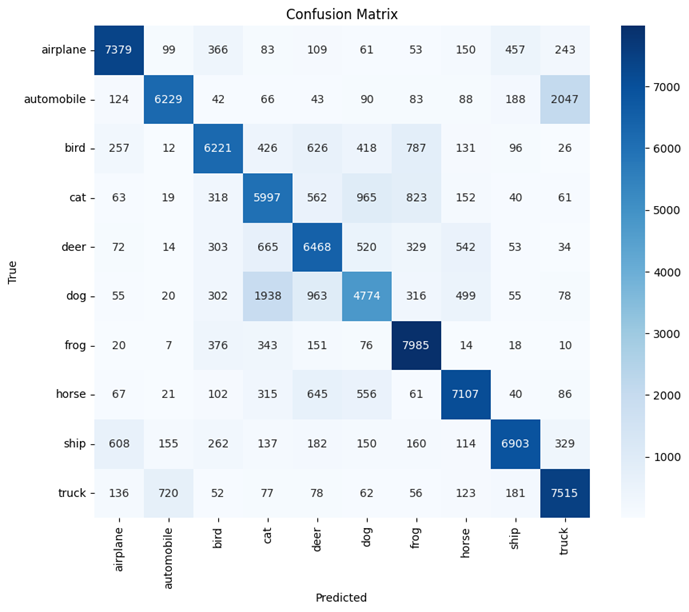 Confusion Matrix
airplane 7379 99 366 83 109 61 53 150 457 243
automobile 124 6229 42 66 43 90 83 88 188 2047
bird 257 12 6221 426 626 418 787 131 96 26
cat 63 19 318 5997 562 965 823 152 40 61
deer 72 14 303 665 6468 520 329 542 53 34
dog 55 20 302 1938 963 4774 316 499 55 78
frog 20 7 376 343 151 76 7985 14 18 10
horse 67 21 102 315 645 556 61 7107 40 86
ship 608 155 262 137 182 150 160 114 6903 329
truck 136 720 52 77 78 62 56 123 181 7515
True
airplane automobile bird cat deer dog frog horse ship truck
Predicted
7000
6000
5000
4000
3000
2000
1000